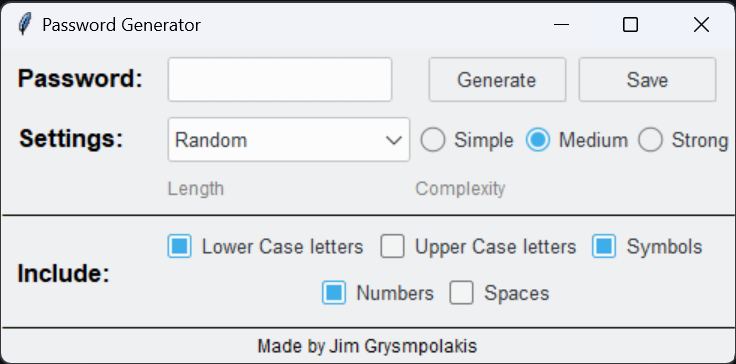 Password Generator
Password: Generate Save
Settings: Random Simple Medium Strong
Length Complexity
Lower Case letters Upper Case letters Symbols
Include:
Numbers Spaces
Made by Jim Grysmpolakis